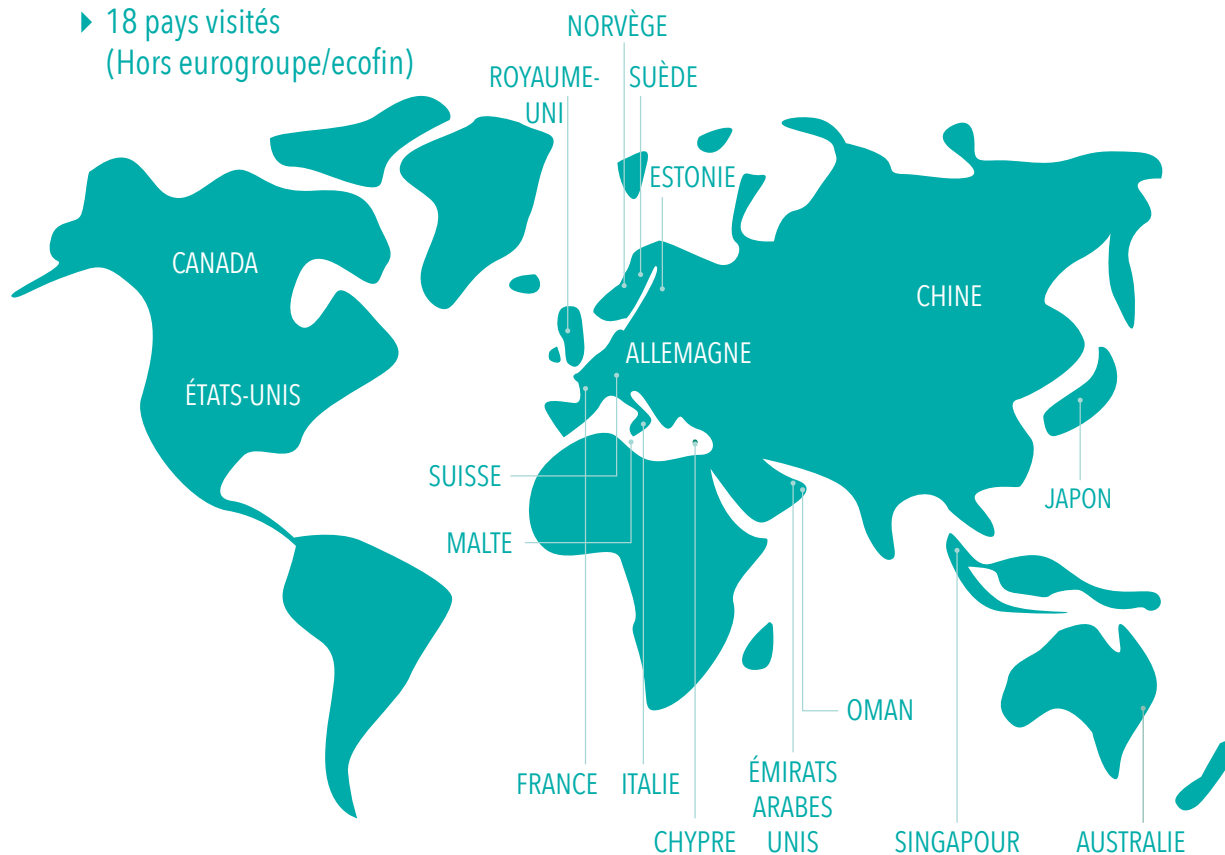 18 pays visités
(Hors eurogroupe/ecofin)
NORVÈGE
ROYAUME-
UNI
SUÈDE
ESTONIE
CANADA
CHINE
ALLEMAGNE
ÉTATS-UNIS
SUISSE
JAPON
MALTE
OMAN
FRANCE
ITALIE
ÉMIRATS
ARABES
UNIS
CHYPRE
SINGAPOUR
AUSTRALIE